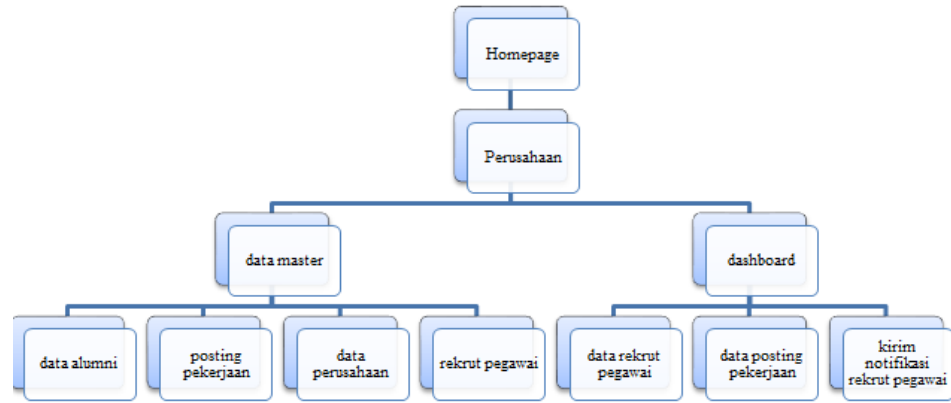 Homepage
Perusahaan
data master
dashboard
data alumni
posting
pekerjaan
data
perusahaan
rekrut pegawai
data rekrut
pegawai
data posting
pekerjaan
kirim
notifikasi
rekrut pegawai